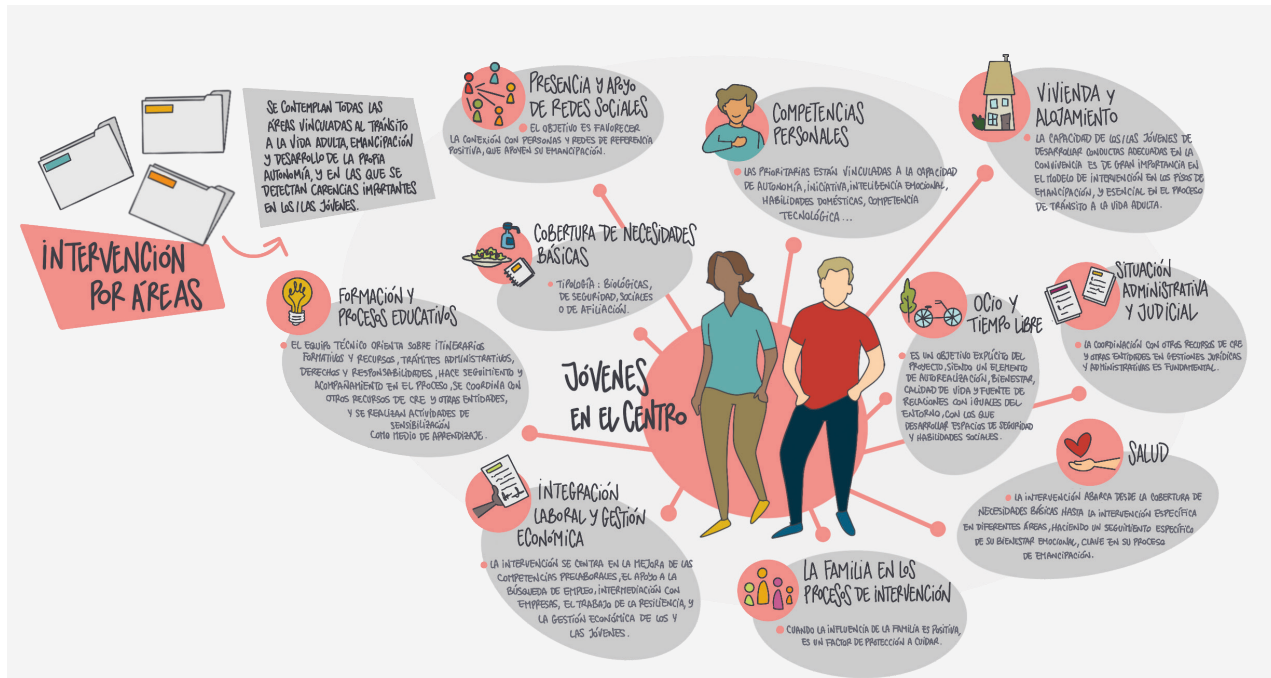 INTERVENCIÓN
POR ÁREAS
SE CONTEMPLAN TODAS LAS
ÁREAS VINCULADAS AL TRÁNSITO
A LA VIDA ADULTA, EMANCIPACIÓN
Y DESARROLLO DE LA PROPIA
AUTONOMÍA, Y EN LAS QUE SE
DETECTAN CARENCIAS IMPORTANTES
EN LOS/LAS JÓVENES.
PRESENCIA Y APOYO
DE REDES SOCIALES
EL OBJETIVO ES FAVORECER
LA CONEXIÓN CON PERSONAS Y REDES DE REFERENCIA
POSITIVA, QUE APOYEN SU EMANCIPACIÓN.
COMPETENCIAS
PERSONALES
LAS PRIORITARIAS ESTÁN VINCULADAS A LA CAPACIDAD
DE AUTONOMÍA, INICIATIVA, INTELIGENCIA EMOCIONAL,
HABILIDADES DOMÉSTICAS, COMPETENCIA
TECNOLÓGICA...
VIVIENDA Y
ALOJAMIENTO
LA CAPACIDAD DE LOS/LAS JÓVENES DE
DESARROLLAR CONDUCTAS ADECUADAS EN LA
CONVIVENCIA ES DE GRAN IMPORTANCIA EN
EL MODELO DE INTERVENCIÓN EN LOS PISOS DE
EMANCIPACIÓN, Y ESENCIAL EN EL PROCESO
DE TRÁNSITO A LA VIDA ADULTA.
COBERTURA DE NECESIDADES
BÁSICAS
TIPOLOGÍA: BIOLÓGICAS,
DE SEGURIDAD, SOCIALES
O DE AFILIACIÓN.
FORMACIÓN Y
PROCESOS EDUCATIVOS
EL EQUIPO TÉCNICO ORIENTA SOBRE ITINERARIOS
FORMATIVOS Y RECURSOS, TRÁMITES ADMINISTRATIVOS,
DERECHOS Y RESPONSABILIDADES, HACE SEGUIMIENTO Y
ACOMPAÑAMIENTO EN EL PROCESO, SE COORDINA CON
OTROS RECURSOS DE CRE Y OTRAS ENTIDADES,
Y SE REALIZAN ACTIVIDADES DE
SENSIBILIZACIÓN
COMO MEDIO DE APRENDIZAJE.
JÓVENES
EN EL CENTRO
OCIO Y
TIEMPO LIBRE
ES UN OBJETIVO EXPLÍCITO DEL
PROYECTO, SIENDO UN ELEMENTO
DE AUTORREALIZACIÓN, BIENESTAR,
CALIDAD DE VIDA Y FUENTE DE
RELACIONES CON IGUALES DEL
ENTORNO, CON LOS QUE
DESARROLLAR ESPACIOS DE SEGURIDAD
Y HABILIDADES SOCIALES.
SITUACIÓN
ADMINISTRATIVA
Y JUDICIAL
LA COORDINACIÓN CON OTROS RECURSOS DE CRE
Y OTRAS ENTIDADES EN GESTIONES JURÍDICAS
Y ADMINISTRATIVAS ES FUNDAMENTAL.
SALUD
LA INTERVENCIÓN ABARCA DESDE LA COBERTURA DE
NECESIDADES BÁSICAS HASTA LA INTERVENCIÓN ESPECÍFICA
EN DIFERENTES ÁREAS, HACIENDO UN SEGUIMIENTO ESPECÍFICO
DE SU BIENESTAR EMOCIONAL, CLAVE EN SU PROCESO
DE EMANCIPACIÓN.
INTEGRACIÓN
LABORAL Y GESTIÓN
ECONÓMICA
LA INTERVENCIÓN SE CENTRA EN LA MEJORA DE LAS
COMPETENCIAS PRELABORALES, EL APOYO A LA
BÚSQUEDA DE EMPLEO, INTERMEDIACIÓN CON
EMPRESAS, EL TRABAJO DE LA RESILIENCIA, Y
LA GESTIÓN ECONÓMICA DE LOS Y
LAS JÓVENES.
LA FAMILIA EN LOS
PROCESOS DE INTERVENCIÓN
CUANDO LA INFLUENCIA DE LA FAMILIA ES POSITIVA,
ES UN FACTOR DE PROTECCIÓN A CUIDAR.